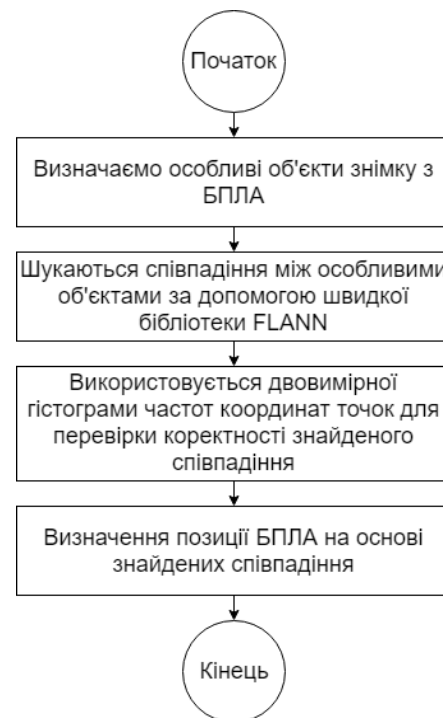 Початок
Визначаємо особливі об'єкти знімку з
БПЛА
Шукаються співпадіння між особливими
об'єктами за допомогою швидкої
бібліотеки FLANN
Використовується двовимірної
гістограми частот координат точок для
перевірки коректності знайденого
співпадіння
Визначення позиції БПЛА на основі
знайдених співпадіння
Кінець